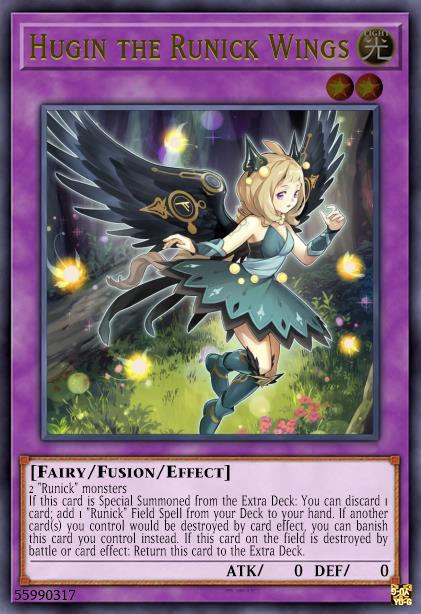 HUGIN THE RUNICK WINGS
LIGHT
光
[FAIRY/FUSION/EFFECT]
2 "Runick" monsters
If this card is Special Summoned from the Extra Deck: You can discard 1
card; add 1 "Runick" Field Spell from your Deck to your hand. If another
card(s) you control would be destroyed by card effect, you can banish
this card you control instead. If this card on the field is destroyed by
battle or card effect: Return this card to the Extra Deck.
ATK/ 0 DEF/ 0
55990317